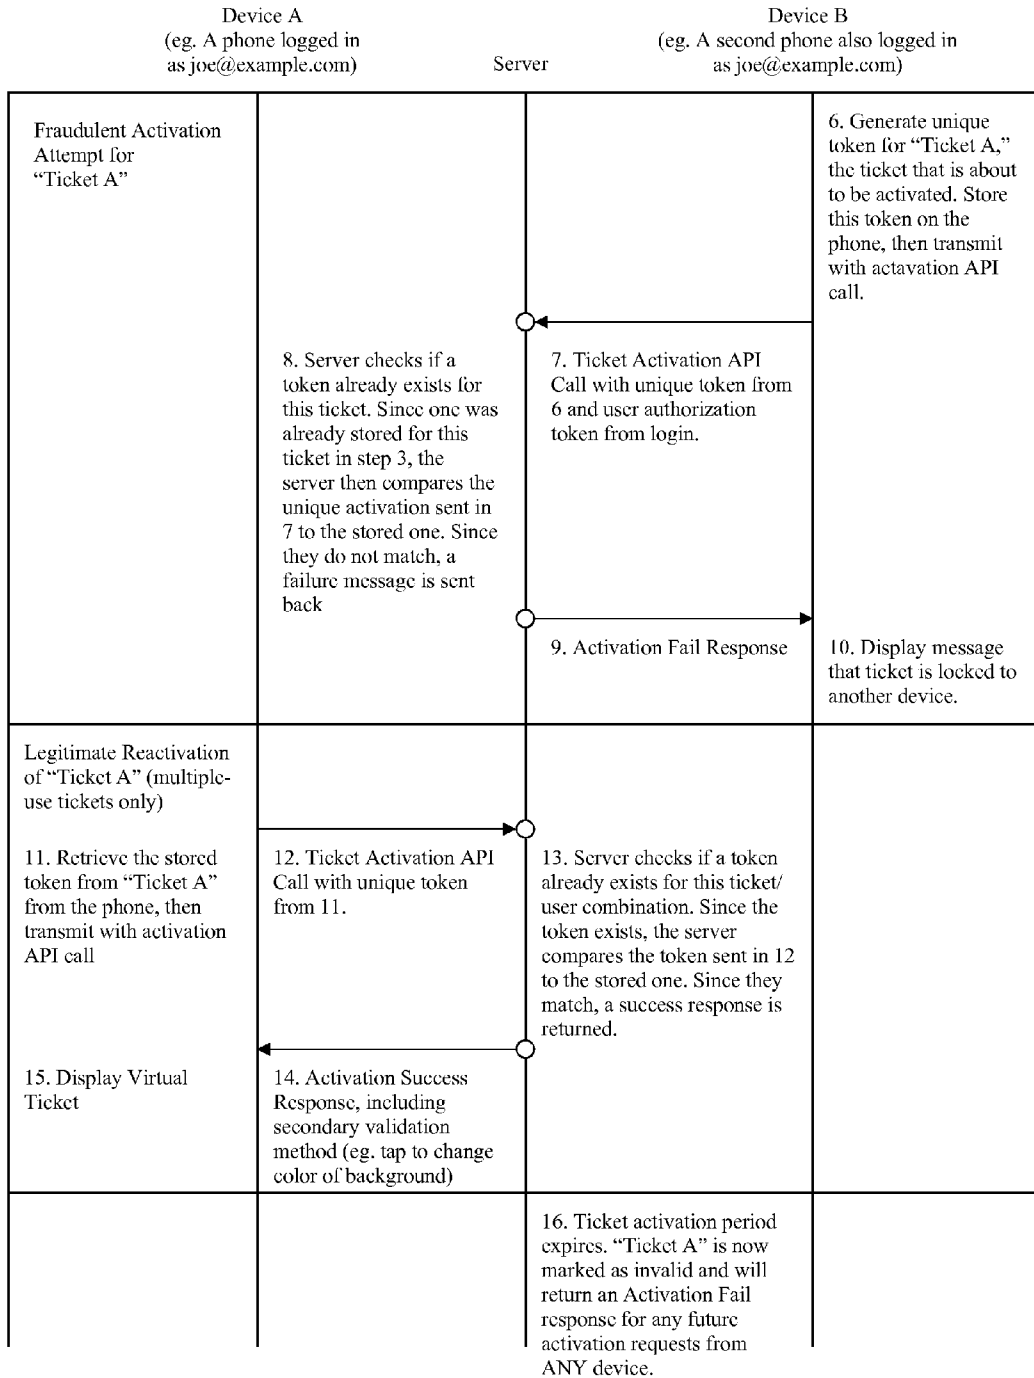 Device A
(eg. A phone logged in
as joe@example.com)
Server
Device B
(eg. A second phone also logged in
as joe@example.com)
Fraudulent Activation
Attempt for
“Ticket A”
6. Generate unique
token for “Ticket A,”
the ticket that is about
to be activated. Store
this token on the
phone, then transmit
with actavation API
call.
7. Ticket Activation API
Call with unique token from
6 and user authorization
token from login.
8. Server checks if a
token already exists for
this ticket. Since one was
already stored for this
ticket in step 3, the
server then compares the
unique activation sent in
7 to the stored one. Since
they do not match, a
failure message is sent
back
9. Activation Fail Response
10. Display message
that ticket is locked to
another device.
Legitimate Reactivation
of “Ticket A” (multiple-
use tickets only)
11. Retrieve the stored
token from “Ticket A”
from the phone, then
transmit with activation
API call
12. Ticket Activation API
Call with unique token
from 11.
13. Server checks if a token
already exists for this ticket/
user combination. Since the
token exists, the server
compares the token sent in 12
to the stored one. Since they
match, a success response is
returned.
14. Activation Success
Response, including
secondary validation
method (eg. tap to change
color of background)
15. Display Virtual
Ticket
16. Ticket activation period
expires. “Ticket A” is now
marked as invalid and will
return an Activation Fail
response for any future
activation requests from
ANY device.